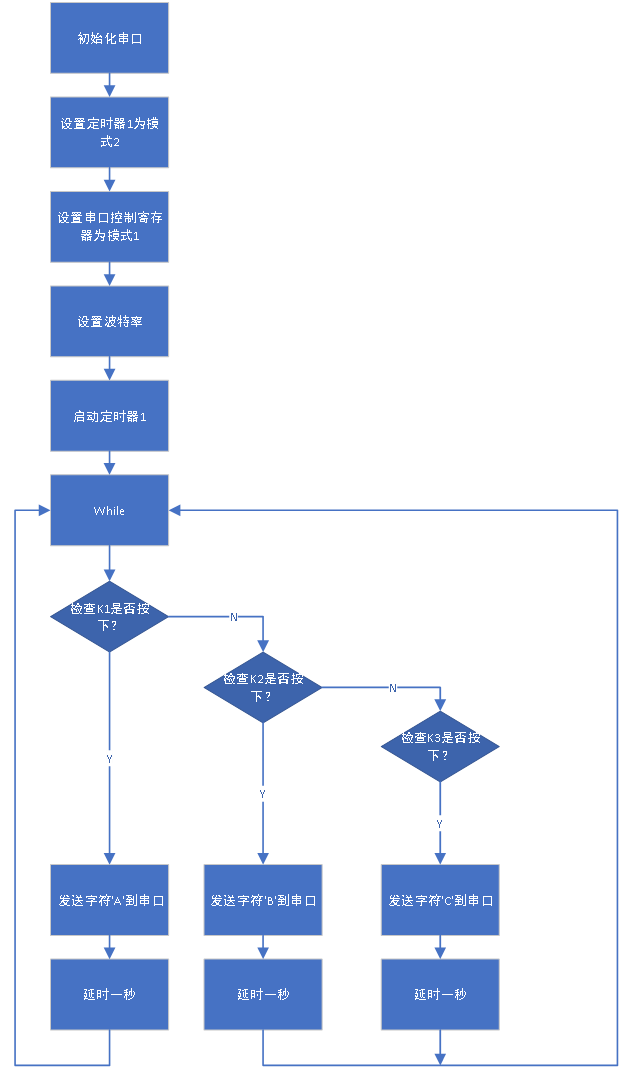 初始化串口
设置定时器1为模
式2
设置串口控制寄存
器为模式1
设置波特率
启动定时器1
While
检查K1是否按
下？
N
检查K2是否按
下？
N
检查K3是否按
下？
Y
Y
Y
发送字符'A'到串口
发送字符'B'到串口
发送字符'C'到串口
延时一秒
延时一秒
延时一秒